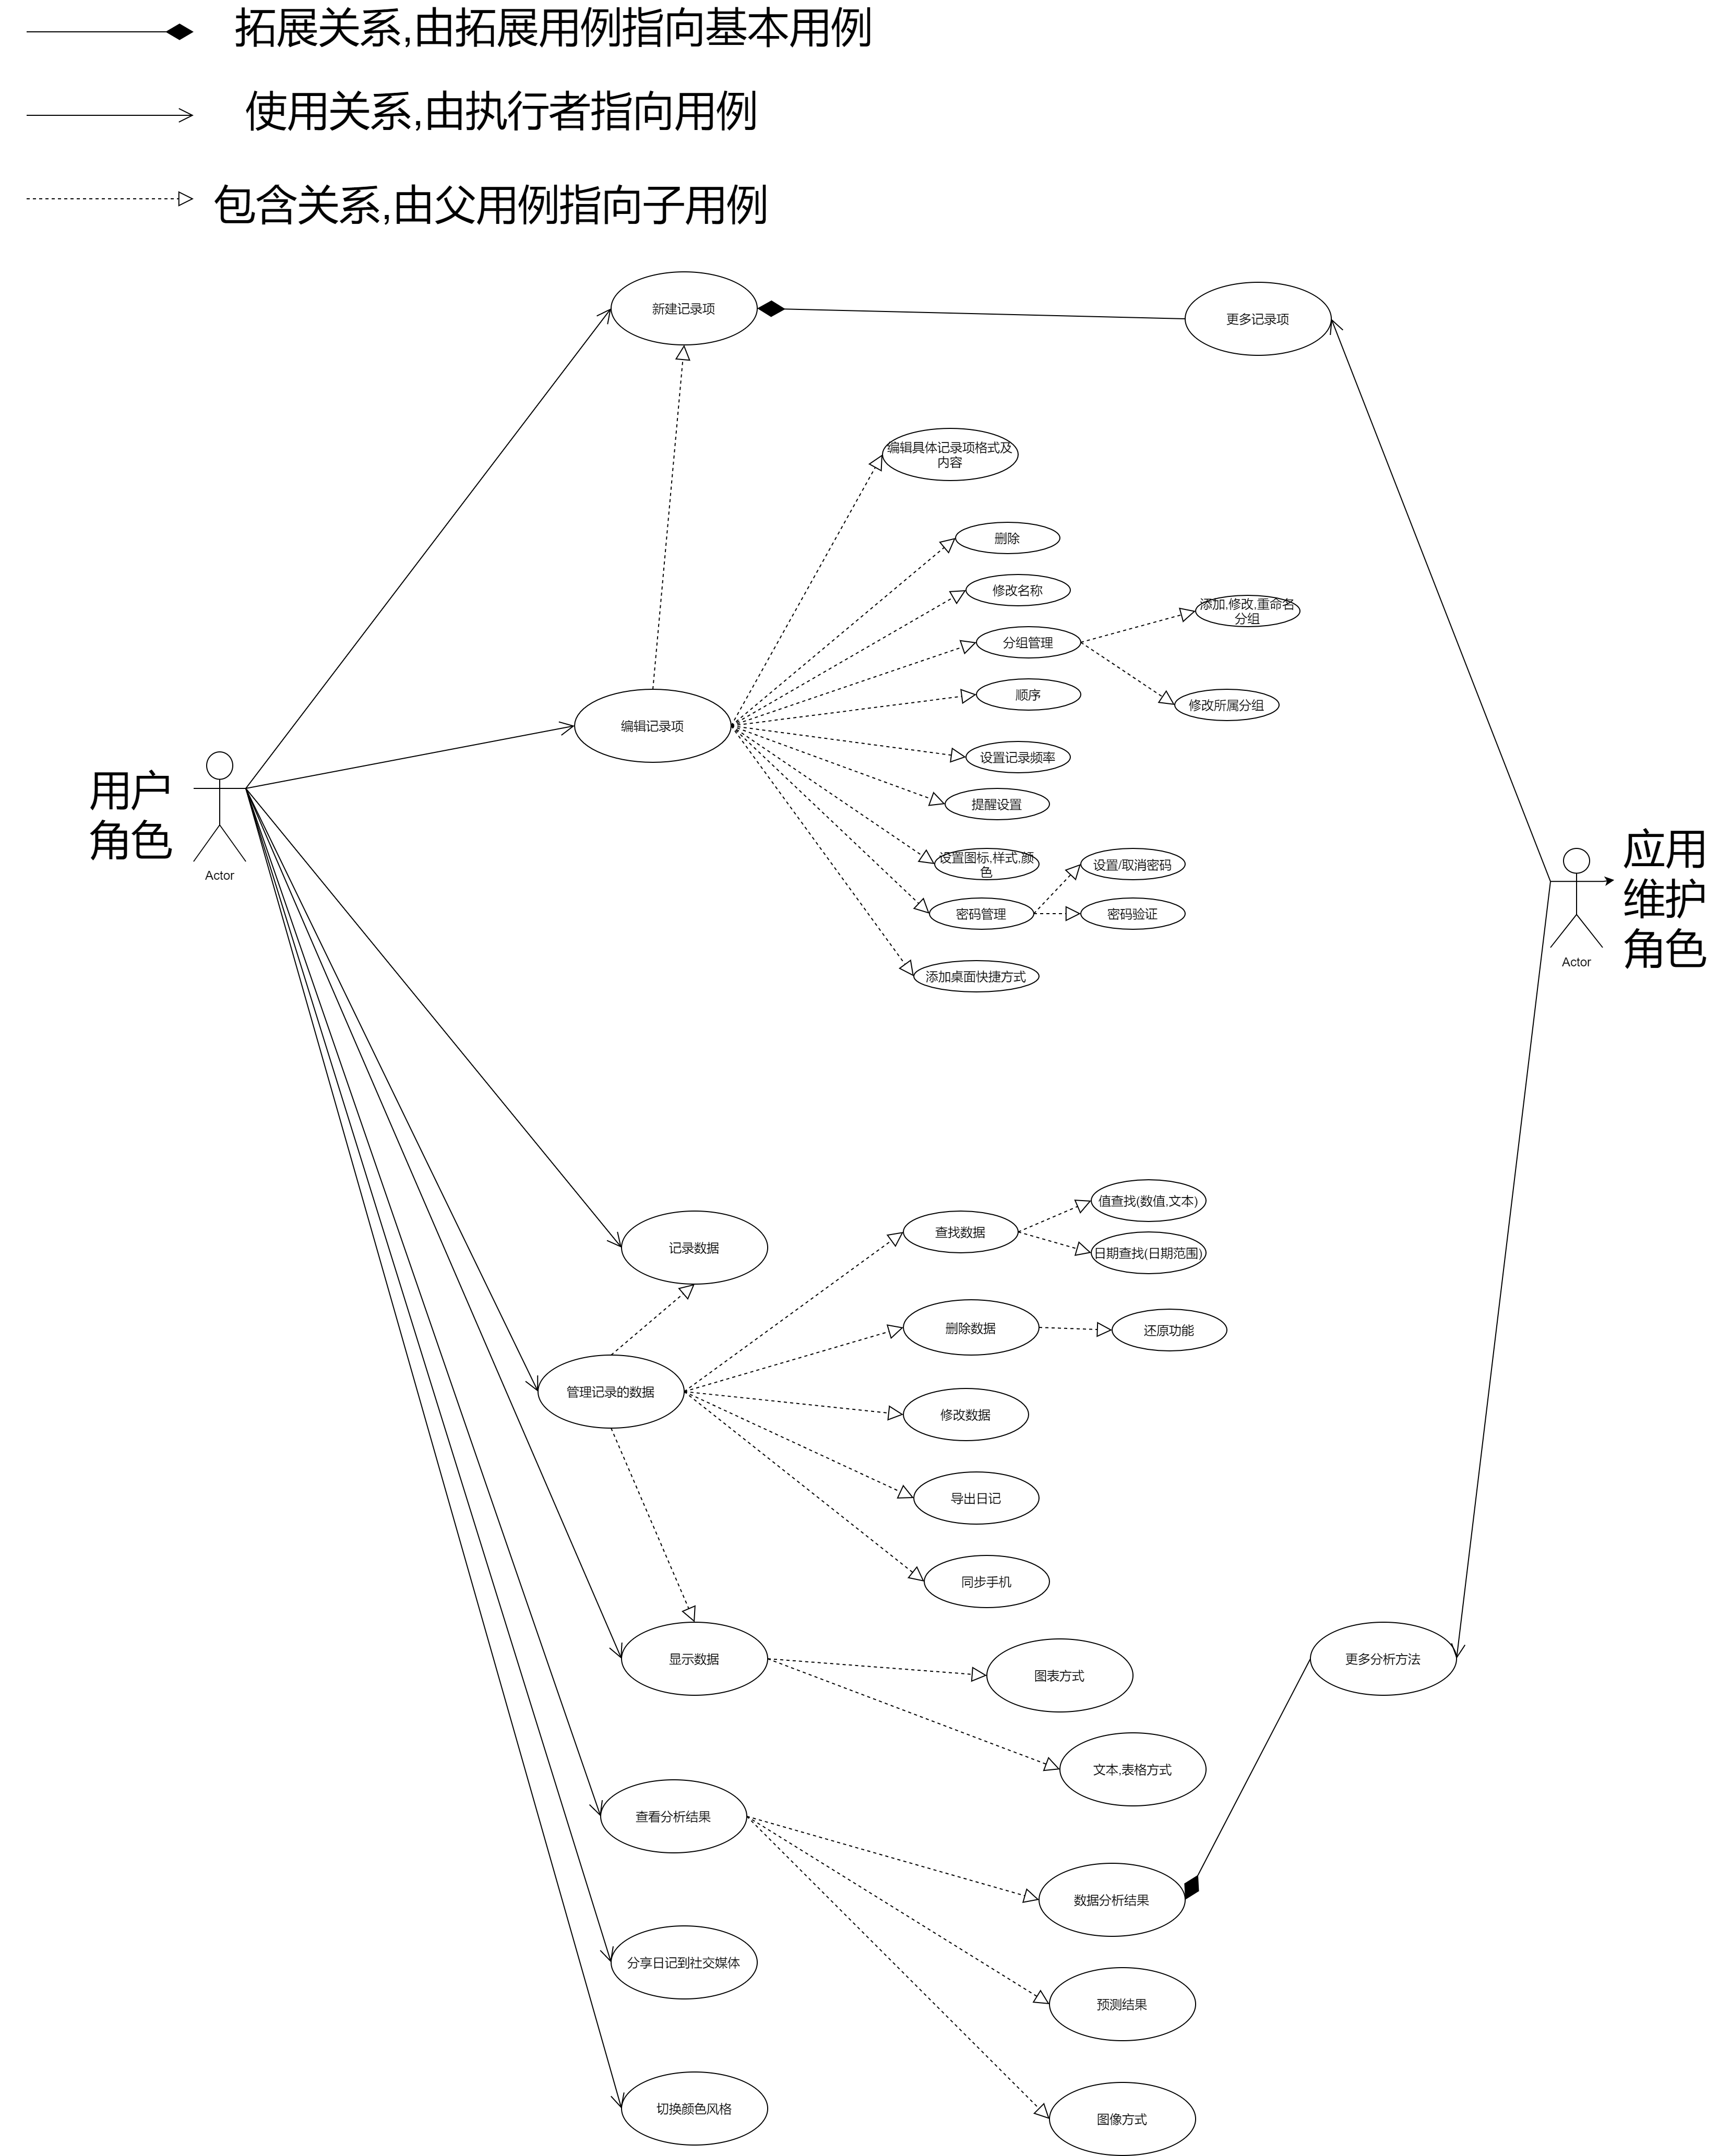 拓展关系,由拓展用例指向基本用例
使用关系,由执行者指向用例
包含关系,由父用例指向子用例
新建记录项
更多记录项
编辑具体记录项格式及
内容
删除
修改名称
添加,修改,重命名
分组
分组管理
顺序
修改所属分组
编辑记录项
设置记录频率
提醒设置
用户
角色
Actor
设置图标,样式,颜
色
设置/取消密码
密码管理
密码验证
应用
维护
角色
Actor
添加桌面快捷方式
值查找(数值,文本)
查找数据
日期查找(日期范围)
记录数据
删除数据
还原功能
管理记录的数据
修改数据
导出日记
同步手机
显示数据
图表方式
更多分析方法
文本,表格方式
查看分析结果
数据分析结果
分享日记到社交媒体
预测结果
切换颜色风格
图像方式